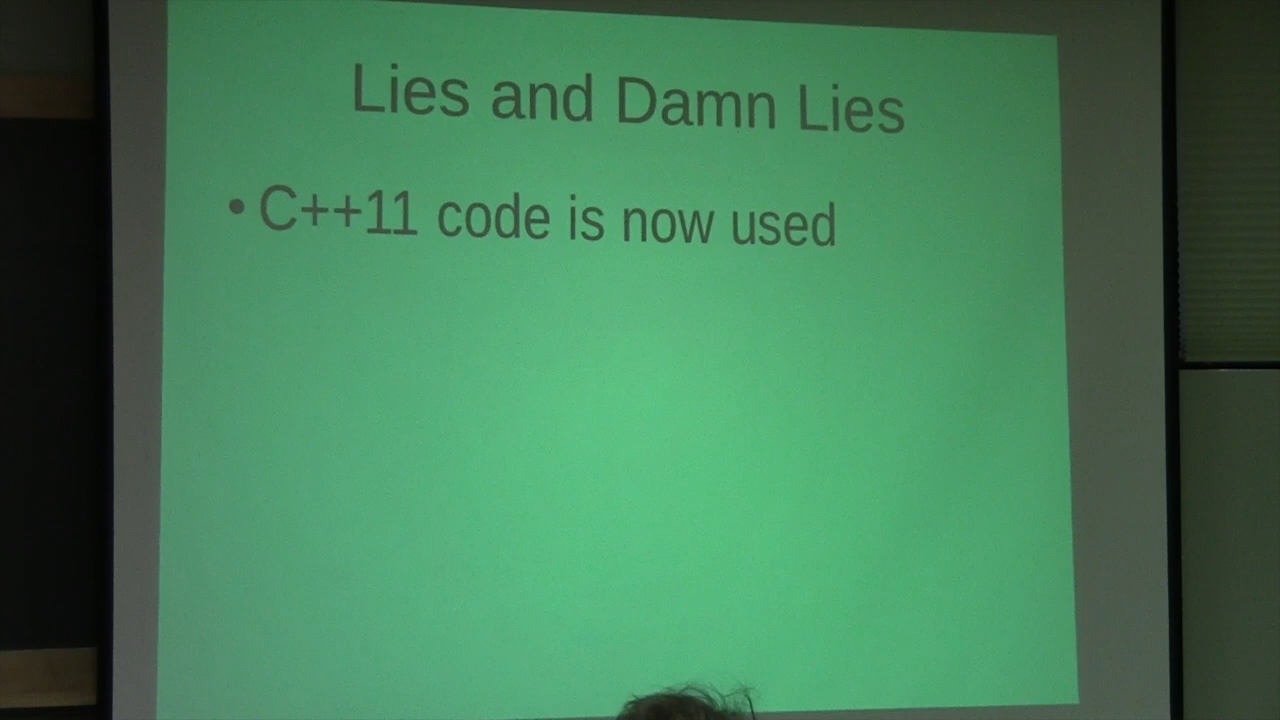 Lies and Damn Lies
• C++11 code is now used